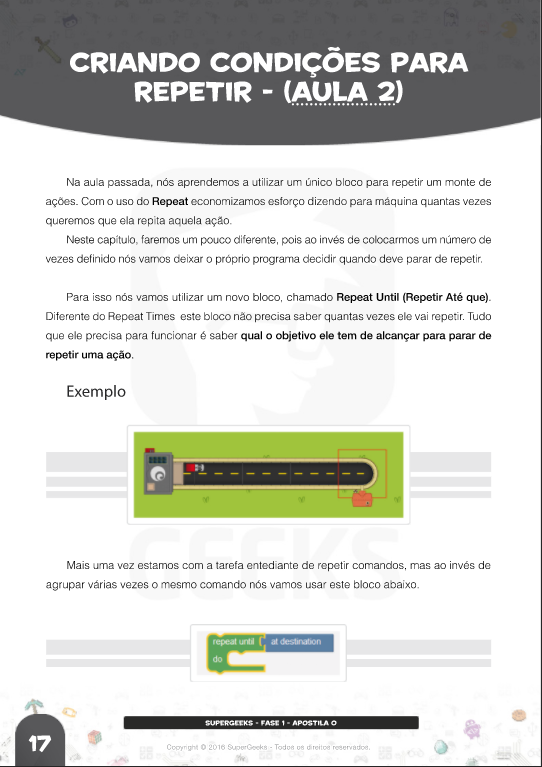 CRIANDO CONDIÇÕES PARA
REPETIR - (AULA 2)
Na aula passada, nós aprendemos a utilizar um único bloco para repetir um monte de
ações. Com o uso do Repeat economizamos esforço dizendo para máquina quantas vezes
queremos que ela repita aquela ação.
Neste capítulo, faremos um pouco diferente, pois ao invés de colocarmos um número de
vezes definido nós vamos deixar o próprio programa decidir quando deve parar de repetir.
Para isso nós vamos utilizar um novo bloco, chamado Repeat Until (Repetir Até que).
Diferente do Repeat Times este bloco não precisa saber quantas vezes ele vai repetir. Tudo
que ele precisa para funcionar é saber qual o objetivo ele tem de alcançar para parar de
repetir uma ação.
Exemplo
GEEKS
Mais uma vez estamos com a tarefa entediante de repetir comandos, mas ao invés de
agrupar várias vezes o mesmo comando nós vamos usar este bloco abaixo.
repeat until at destination
do
SUPERGEEKS - FASE 1 - APOSTILA 0
17
Copyright © 2016 SuperGeeks - Todos os direitos reservados.